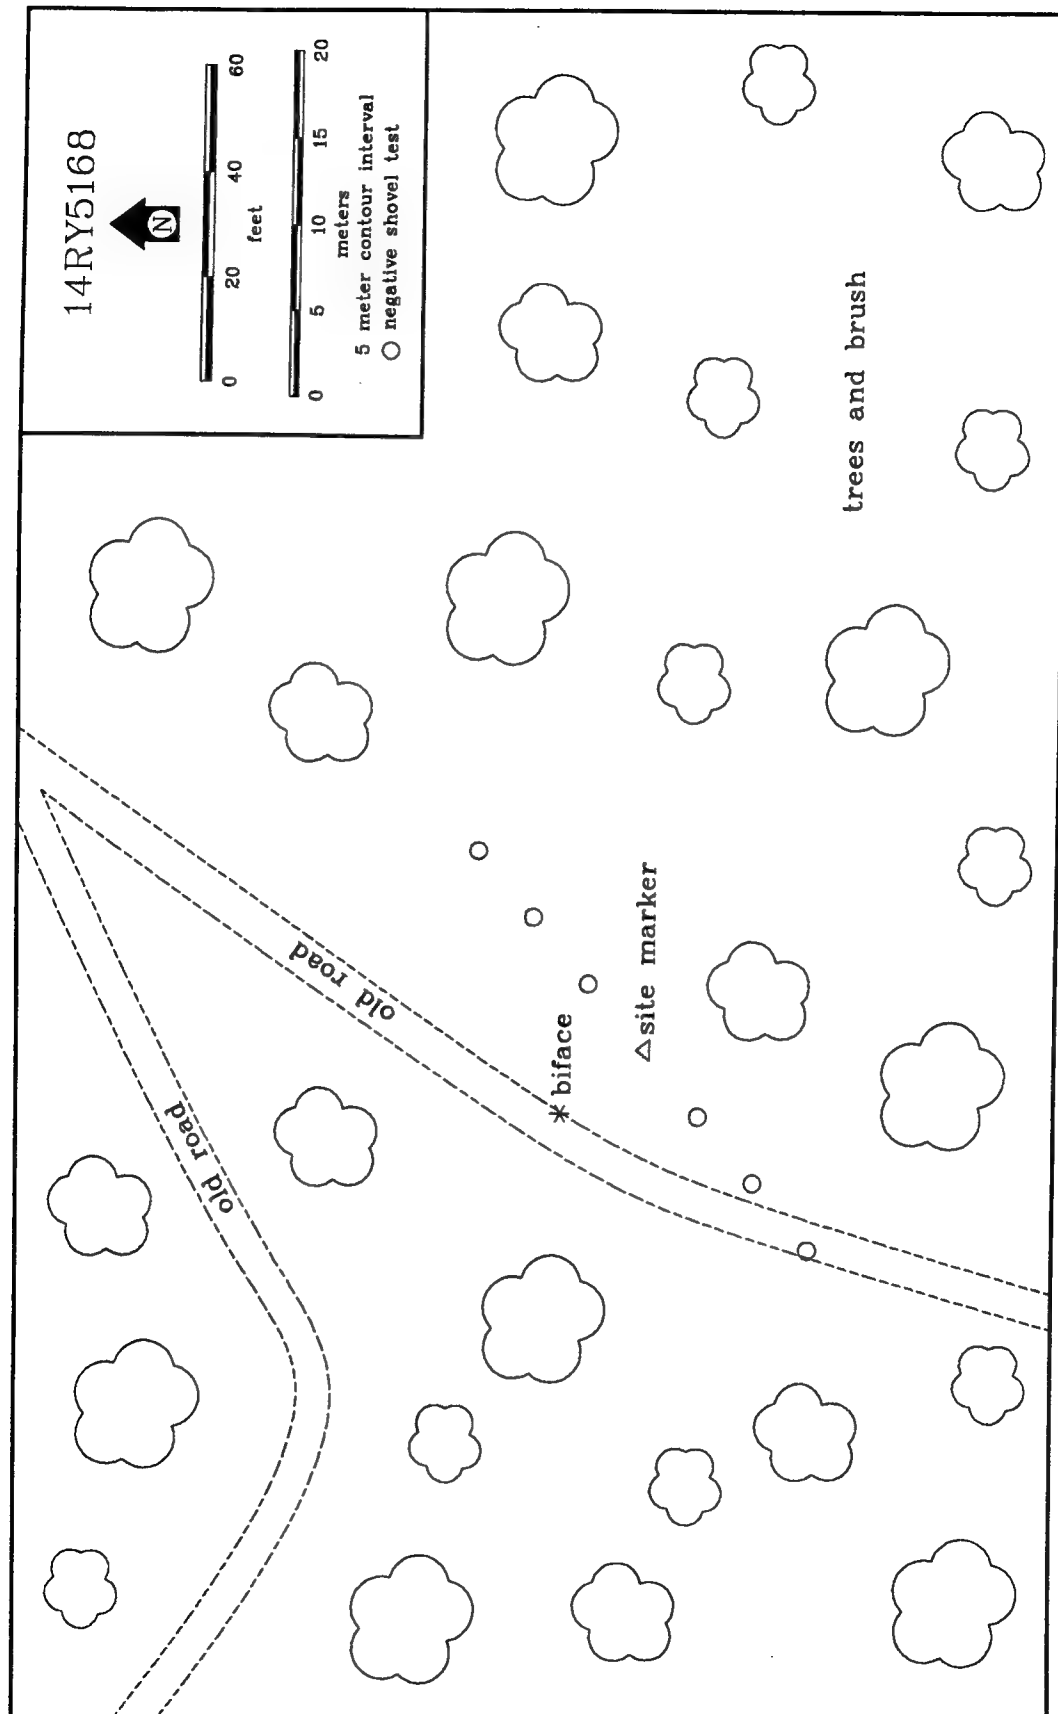 14RY5168
N
0 20 40 60
feet
0 5 10 15 20
meters
5 meter contour interval
negative shovel test
old road
old road
biface
site marker
trees and brush